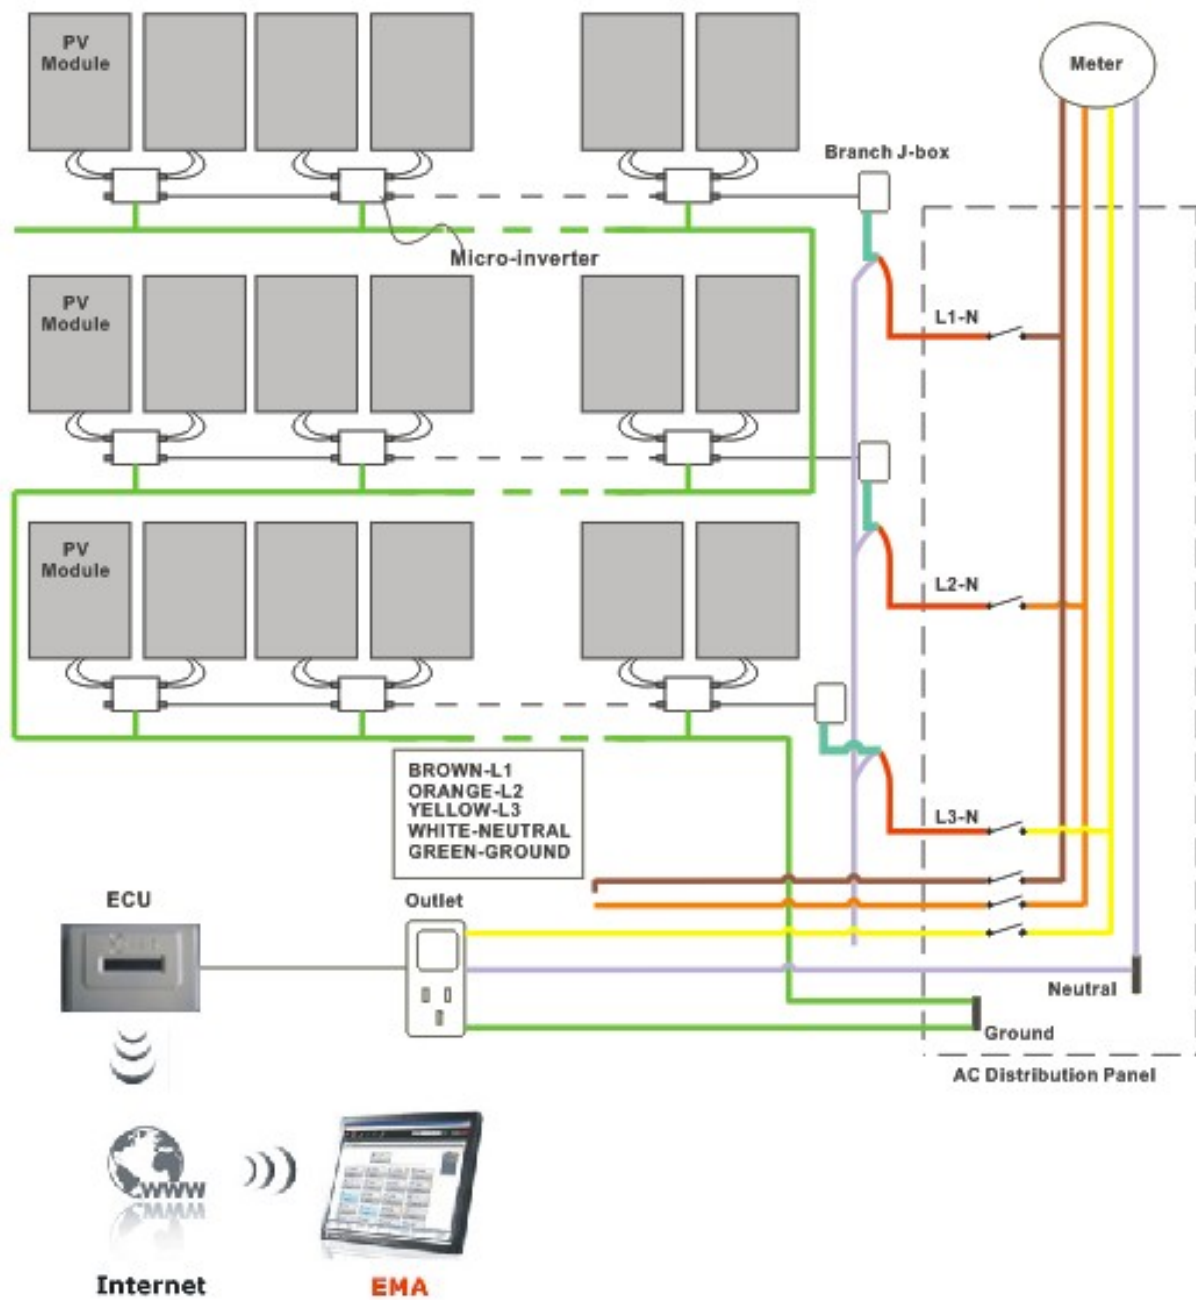 PV
Module
Meter
Branch J-box
Micro-inverter
PV
Module
L1-N
PV
Module
L2-N
BROWN-L1
ORANGE-L2
YELLOW-L3
WHITE-NEUTRAL
GREEN-GROUND
L3-N
ECU
Outlet
Neutral
Ground
AC Distribution Panel
WWW
Internet
EMA